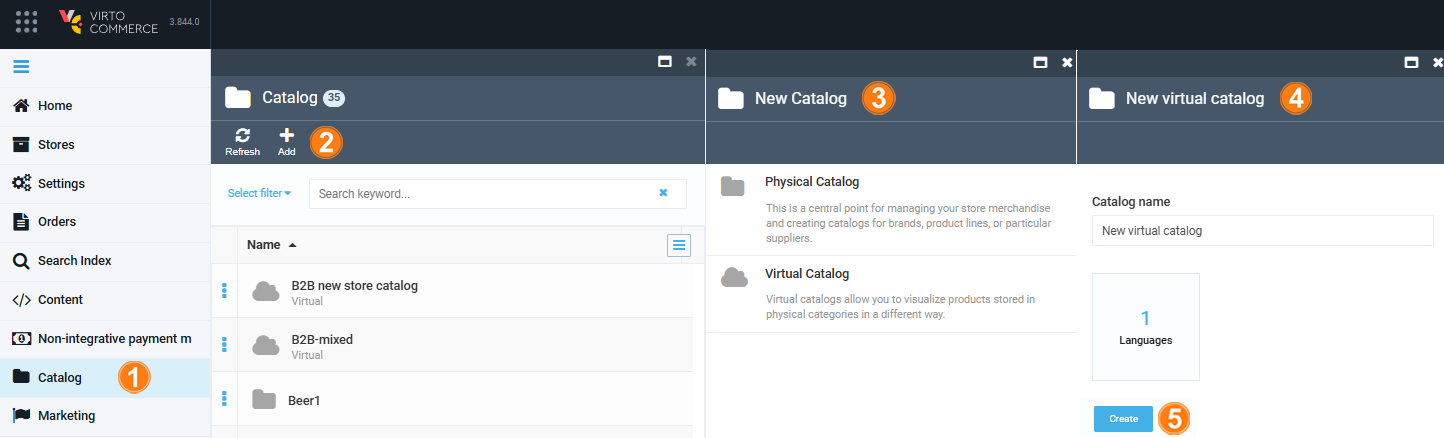 VIRTO
COMMERCE
3.844.0
Home
Stores
Settings
Orders
Search Index
Content
Non-integrative payment m
Catalog
1
Marketing
Catalog 35
Refresh
Add
2
Select filter
Search keyword...
Name
B2B new store catalog
Virtual
B2B-mixed
Virtual
Beer1
New Catalog
3
Physical Catalog
This is a central point for managing your store merchandise
and creating catalogs for brands, product lines, or particular
suppliers.
Virtual Catalog
Virtual catalogs allow you to visualize products stored in
physical categories in a different way.
New virtual catalog
4
Catalog name
New virtual catalog
1
Languages
Create
5